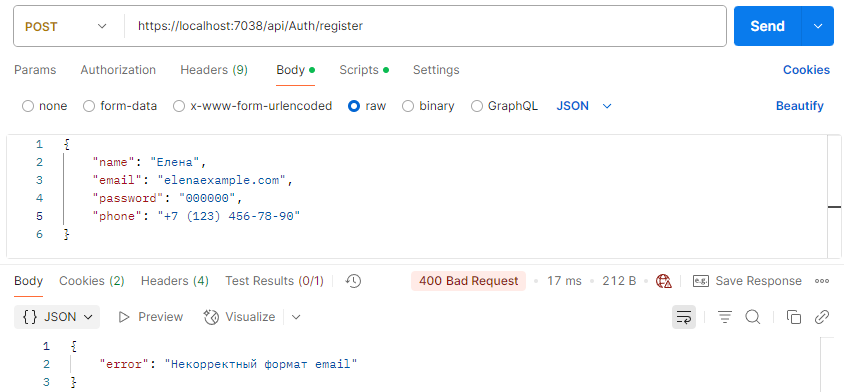 POST https://localhost:7038/api/Auth/register Send
Params Authorization Headers (9) Body Scripts Settings Cookies
none form-data x-www-form-urlencoded raw binary GraphQL JSON Beautify
1 {
2 "name": "Елена",
3 "email": "elenaexample.com",
4 "password": "000000",
5 "phone": "+7 (123) 456-78-90"
6 }
Body Cookies (2) Headers (4) Test Results (0/1) 400 Bad Request 17 ms 212 B e.g. Save Response
{} JSON Preview Visualize
1 {
2 "error": "Некорректный формат email"
3 }